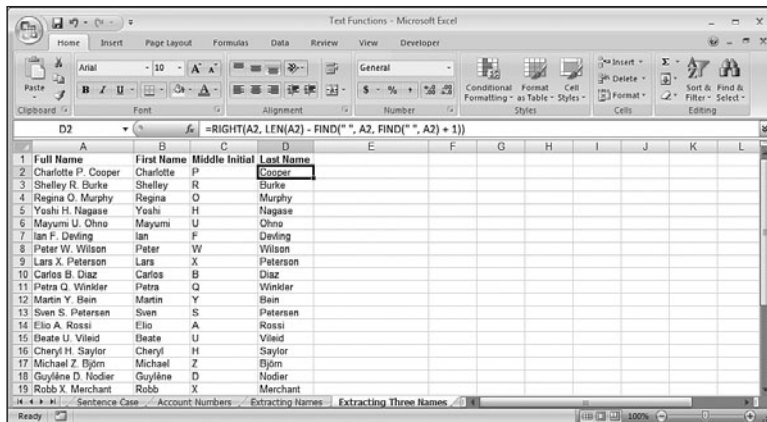 Text Functions - Microsoft Excel
Home Insert Page Layout Formulas Data Review View Developer
Paste
Arial 10 A A
B I U A
General
$ % ,
Conditional Formatting Format as Table Cell Styles
Insert
Delete
Format
Σ
Sort & Filter Find & Select
Clipboard Font Alignment Number Styles Cells Editing
D2 fx =RIGHT(A2, LEN(A2) - FIND(" ", A2, FIND(" ", A2) + 1))
A B C D E F G H I J K L
1 Full Name First Name Middle Initial Last Name
2 Charlotte P. Cooper Charlotte P Cooper
3 Shelley R. Burke Shelley R Burke
4 Regina O. Murphy Regina O Murphy
5 Yoshi H. Nagase Yoshi H Nagase
6 Mayumi U. Ohno Mayumi U Ohno
7 Ian F. Devling Ian F Devling
8 Peter W. Wilson Peter W Wilson
9 Lars X. Peterson Lars X Peterson
10 Carlos B. Diaz Carlos B Diaz
11 Petra Q. Winkler Petra Q Winkler
12 Martin Y. Bein Martin Y Bein
13 Sven S. Petersen Sven S Petersen
14 Elio A. Rossi Elio A Rossi
15 Beate U. Vileid Beate U Vileid
16 Cheryl H. Saylor Cheryl H Saylor
17 Michael Z. Björn Michael Z Björn
18 Guylène D. Nodier Guylène D Nodier
19 Robb X. Merchant Robb X Merchant
Sentence Case Account Numbers Extracting Names Extracting Three Names
Ready 100%